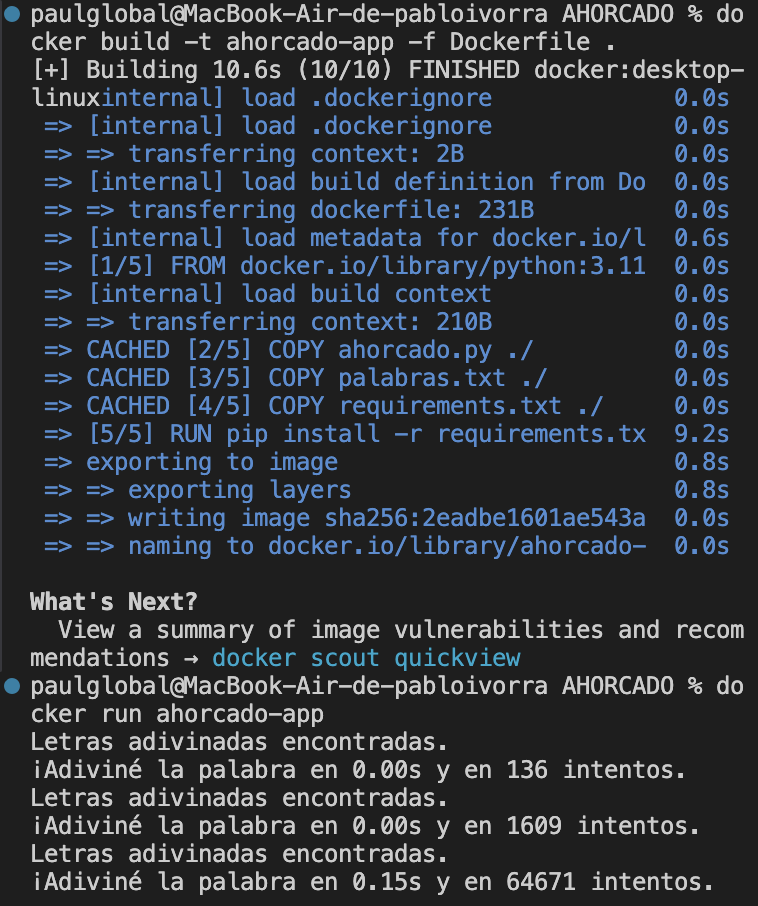 paulglobal@MacBook-Air-de-pabloivorra AHORCADO % do
cker build -t ahorcado-app -f Dockerfile .
[+] Building 10.6s (10/10) FINISHED docker:desktop-
linuxinternal] load .dockerignore 0.0s
=> [internal] load .dockerignore 0.0s
=> => transferring context: 2B 0.0s
=> [internal] load build definition from Do 0.0s
=> => transferring dockerfile: 231B 0.0s
=> [internal] load metadata for docker.io/l 0.6s
=> [1/5] FROM docker.io/library/python:3.11 0.0s
=> [internal] load build context 0.0s
=> => transferring context: 210B 0.0s
=> CACHED [2/5] COPY ahorcado.py ./ 0.0s
=> CACHED [3/5] COPY palabras.txt ./ 0.0s
=> CACHED [4/5] COPY requirements.txt ./ 0.0s
=> [5/5] RUN pip install -r requirements.tx 9.2s
=> exporting to image 0.8s
=> => exporting layers 0.8s
=> => writing image sha256:2eadbe1601ae543a 0.0s
=> => naming to docker.io/library/ahorcado- 0.0s
What's Next?
View a summary of image vulnerabilities and recom
mendations → docker scout quickview
paulglobal@MacBook-Air-de-pabloivorra AHORCADO % do
cker run ahorcado-app
Letras adivinadas encontradas.
¡Adiviné la palabra en 0.00s y en 136 intentos.
Letras adivinadas encontradas.
¡Adiviné la palabra en 0.00s y en 1609 intentos.
Letras adivinadas encontradas.
¡Adiviné la palabra en 0.15s y en 64671 intentos.